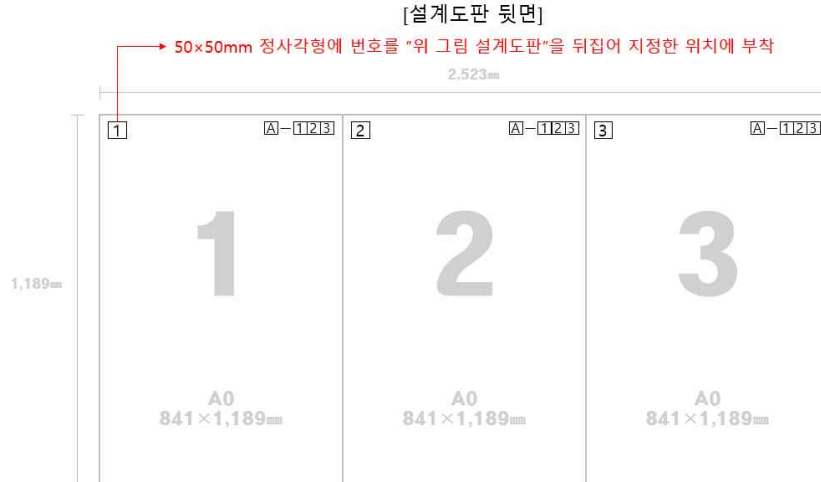 [설계도판 뒷면]
50×50mm 정사각형에 번호를 "위 그림 설계도판"을 뒤집어 지정한 위치에 부착
2.523㎜
1 A-123 2 A-123 3 A-123
1 2 3
1,189㎜
A0 A0 A0
841×1,189㎜ 841×1,189㎜ 841×1,189㎜